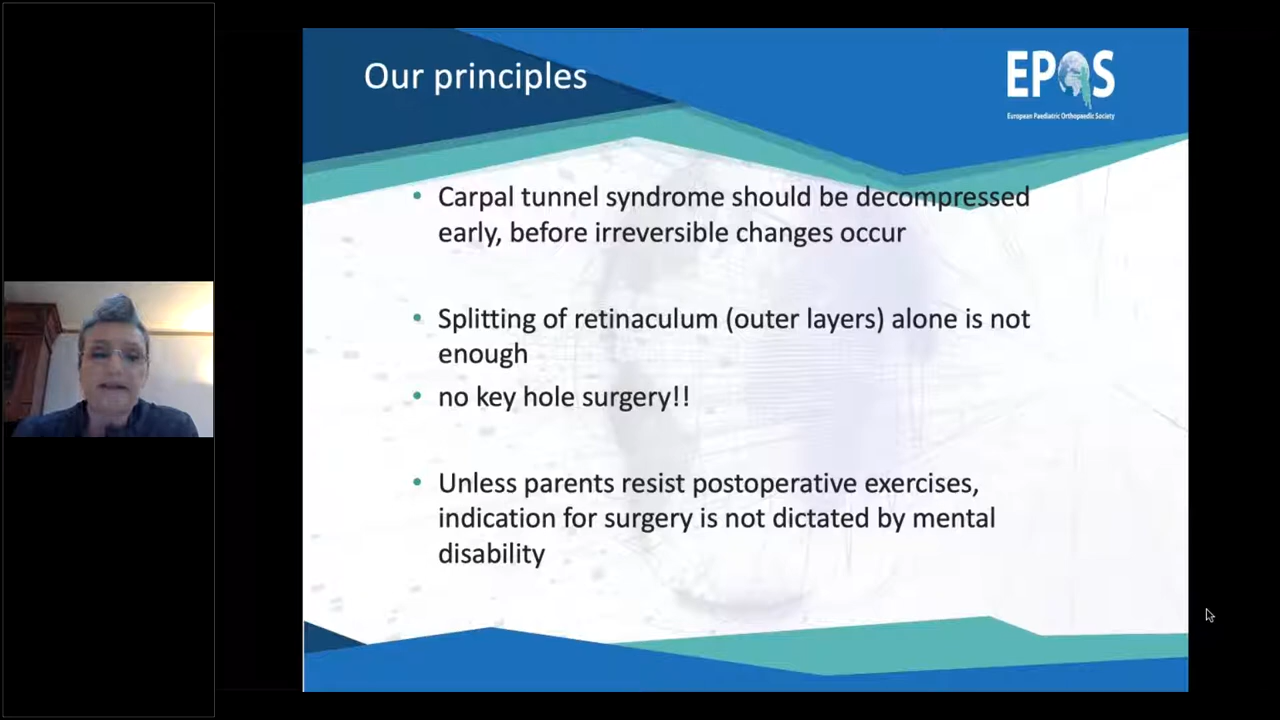 Our principles
EPOS
European Paediatric Orthopaedic Society
• Carpal tunnel syndrome should be decompressed
early, before irreversible changes occur
• Splitting of retinaculum (outer layers) alone is not
enough
• no key hole surgery!!
• Unless parents resist postoperative exercises,
indication for surgery is not dictated by mental
disability